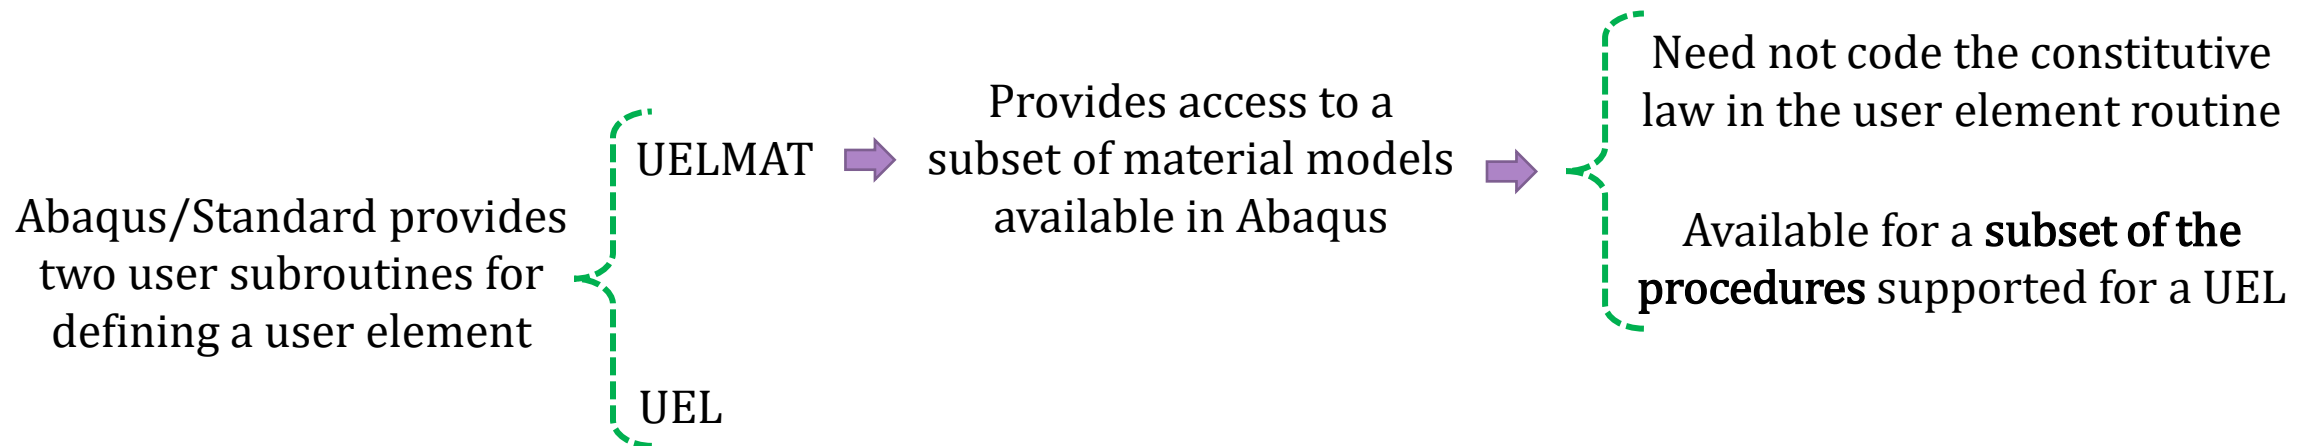 Abaqus/Standard provides
two user subroutines for
defining a user element
UELMAT
Provides access to a
subset of material models
available in Abaqus
Need not code the constitutive
law in the user element routine
Available for a subset of the
procedures supported for a UEL
UEL